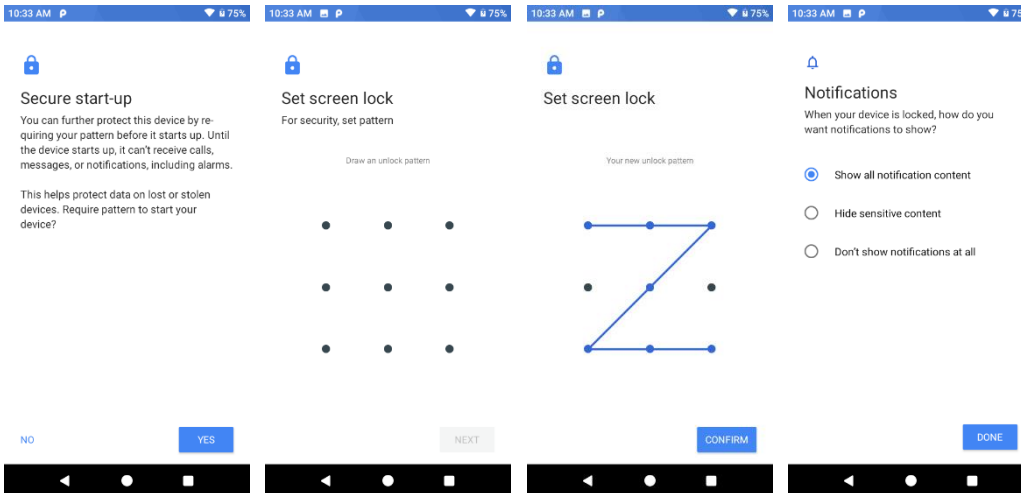 10:33 AM 75%
Secure start-up
You can further protect this device by re-
quiring your pattern before it starts up. Until
the device starts up, it can't receive calls,
messages, or notifications, including alarms.
This helps protect data on lost or stolen
devices. Require pattern to start your
device?
NO
YES
10:33 AM 75%
Set screen lock
For security, set pattern
Draw an unlock pattern
NEXT
10:33 AM 75%
Set screen lock
Your new unlock pattern
CONFIRM
10:33 AM 75
Notifications
When your device is locked, how do you
want notifications to show?
Show all notification content
Hide sensitive content
Don't show notifications at all
DONE